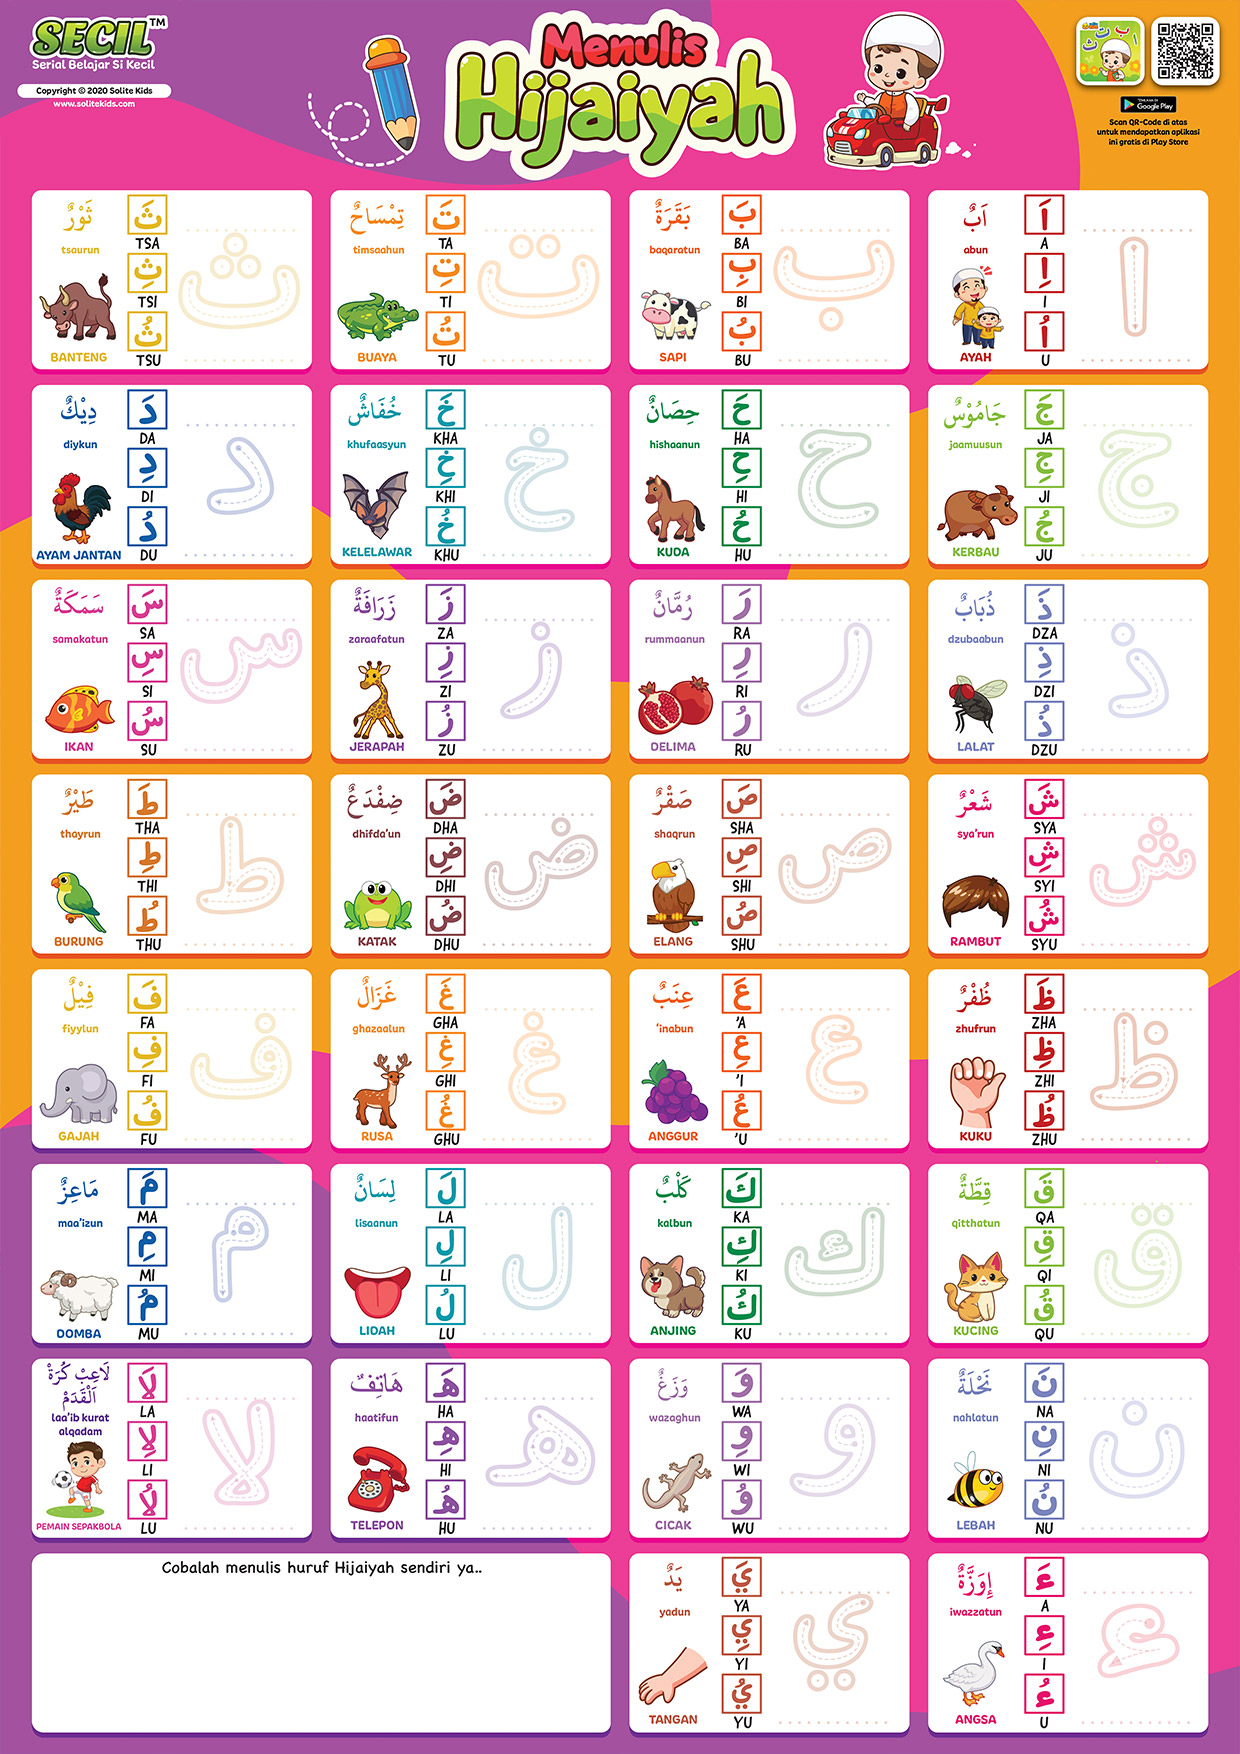 SECIL™
Serial Belajar Si Kecil
Copyright © 2020 Solite Kids
www.solitekids.com
Menulis
Hijaiyah
TERSEDIA DI
Google Play
Scan QR-Code di atas
untuk mendapatkan aplikasi
ini gratis di Play Store
اَبٌ
abun
AYAH
اَ
A
اِ
I
اُ
U
ا
بَقَرَةٌ
baqaratun
SAPI
بَ
BA
بِ
BI
بُ
BU
ب
تِمْسَاحٌ
timsaahun
BUAYA
تَ
TA
تِ
TI
تُ
TU
ت
ثَوْرٌ
tsaurun
BANTENG
ثَ
TSA
ثِ
TSI
ثُ
TSU
ث
جَامُوْسٌ
jaamuusun
KERBAU
جَ
JA
جِ
JI
جُ
JU
ج
حِصَانٌ
hishaanun
KUDA
حَ
HA
حِ
HI
حُ
HU
ح
خُفَاشٌ
khufaasyun
KELELAWAR
خَ
KHA
خِ
KHI
خُ
KHU
خ
دِيْكٌ
diykun
AYAM JANTAN
دَ
DA
دِ
DI
دُ
DU
د
ذُبَابٌ
dzubaabun
LALAT
ذَ
DZA
ذِ
DZI
ذُ
DZU
ذ
رُمَّانٌ
rummaanun
DELIMA
رَ
RA
رِ
RI
رُ
RU
ر
زَرَافَةٌ
zaraafatun
JERAPAH
زَ
ZA
زِ
ZI
زُ
ZU
ز
سَمَكَةٌ
samakatun
IKAN
سَ
SA
سِ
SI
سُ
SU
س
شَعْرٌ
sya'run
RAMBUT
شَ
SYA
شِ
SYI
شُ
SYU
ش
صَقْرٌ
shaqrun
ELANG
صَ
SHA
صِ
SHI
صُ
SHU
ص
ضِفْدَعٌ
dhifda'un
KATAK
ضَ
DHA
ضِ
DHI
ضُ
DHU
ض
طَيْرٌ
thayrun
BURUNG
طَ
THA
طِ
THI
طُ
THU
ط
ظُفْرٌ
zhufrun
KUKU
ظَ
ZHA
ظِ
ZHI
ظُ
ZHU
ظ
عِنَبٌ
'inabun
ANGGUR
عَ
'A
عِ
'I
عُ
'U
ع
غَزَالٌ
ghazaalun
RUSA
غَ
GHA
غِ
GHI
غُ
GHU
غ
فِيْلٌ
fiyylun
GAJAH
فَ
FA
فِ
FI
فُ
FU
ف
قِطَّةٌ
qitthatun
KUCING
قَ
QA
قِ
QI
قُ
QU
ق
كَلْبٌ
kalbun
ANJING
كَ
KA
كِ
KI
كُ
KU
ك
لِسَانٌ
lisaanun
LIDAH
لَ
LA
لِ
LI
لُ
LU
ل
مَاعِزٌ
maa'izun
DOMBA
مَ
MA
مِ
MI
مُ
MU
م
نَحْلَةٌ
nahlatun
LEBAH
نَ
NA
نِ
NI
نُ
NU
ن
وَزَغٌ
wazaghun
CICAK
وَ
WA
وِ
WI
وُ
WU
و
هَاتِفٌ
haatifun
TELEPON
هَ
HA
هِ
HI
هُ
HU
ه
لَاعِبْ كُرَةْ
اَلْقَدَمْ
laa'ib kurat
alqadam
PEMAIN SEPAKBOLA
لَا
LA
لِا
LI
لُا
LU
لا
إِوَزَّةٌ
iwazzatun
ANGSA
ءَ
A
ءِ
I
ءُ
U
ء
يَدٌ
yadun
TANGAN
يَ
YA
يِ
YI
يُ
YU
ي
Cobalah menulis huruf Hijaiyah sendiri ya..